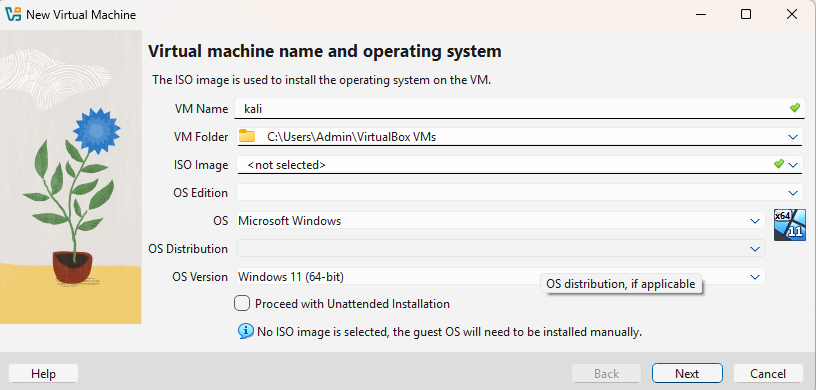 New Virtual Machine
Virtual machine name and operating system
The ISO image is used to install the operating system on the VM.
VM Name kali
VM Folder C:\Users\Admin\VirtualBox VMs
ISO Image <not selected>
OS Edition
OS Microsoft Windows
x64
11
OS Distribution
OS Version Windows 11 (64-bit)
OS distribution, if applicable
Proceed with Unattended Installation
No ISO image is selected, the guest OS will need to be installed manually.
Help Back Next Cancel